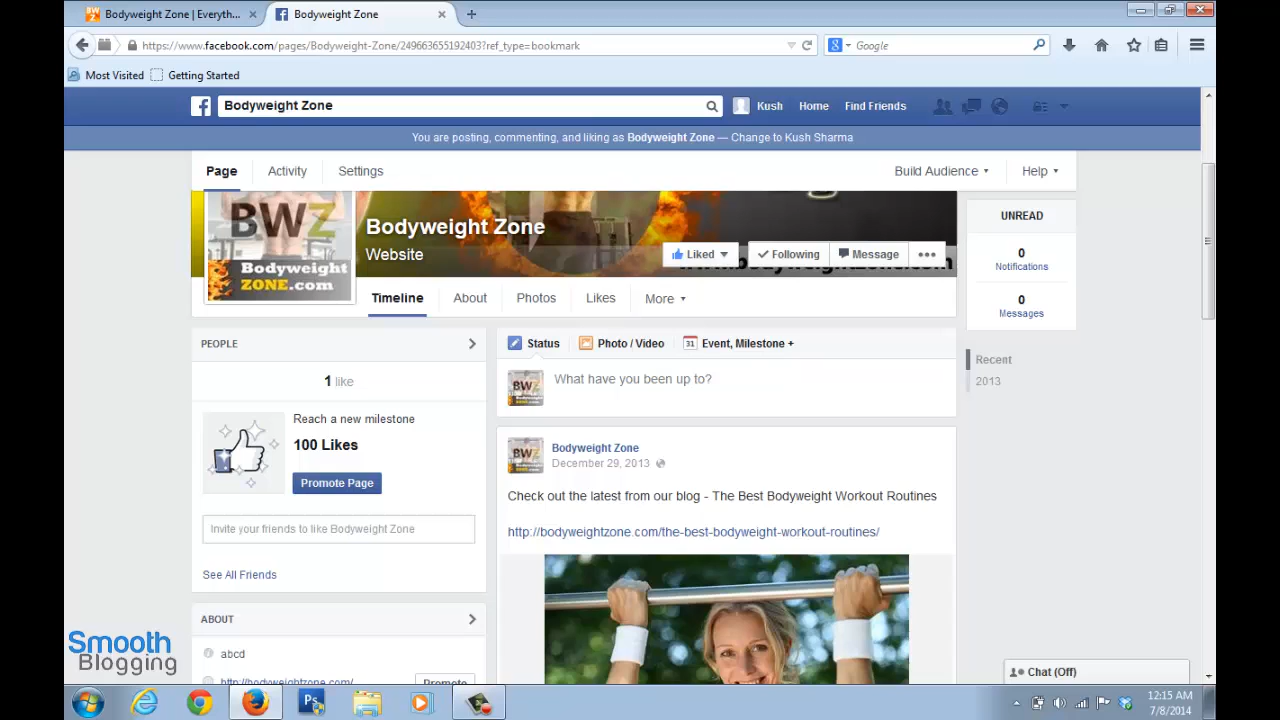 Bodyweight Zone | Everyth...
Bodyweight Zone
https://www.facebook.com/pages/Bodyweight-Zone/249663655192403?ref_type=bookmark
Google
Most Visited
Getting Started
Bodyweight Zone
Kush
Home
Find Friends
You are posting, commenting, and liking as Bodyweight Zone — Change to Kush Sharma
Page
Activity
Settings
Build Audience
Help
BWZ
Bodyweight
ZONE.com
Bodyweight Zone
Website
Liked
Following
Message
Timeline
About
Photos
Likes
More
UNREAD
0
Notifications
0
Messages
Recent
2013
PEOPLE
1 like
Reach a new milestone
100 Likes
Promote Page
Invite your friends to like Bodyweight Zone
See All Friends
ABOUT
abcd
http://bodyweightzone.com/
Promote
Status
Photo / Video
31
Event, Milestone +
BWZ
What have you been up to?
BWZ
Bodyweight Zone
December 29, 2013
Check out the latest from our blog - The Best Bodyweight Workout Routines
http://bodyweightzone.com/the-best-bodyweight-workout-routines/
Smooth
Blogging
Chat (Off)
Ps
12:15 AM
7/8/2014